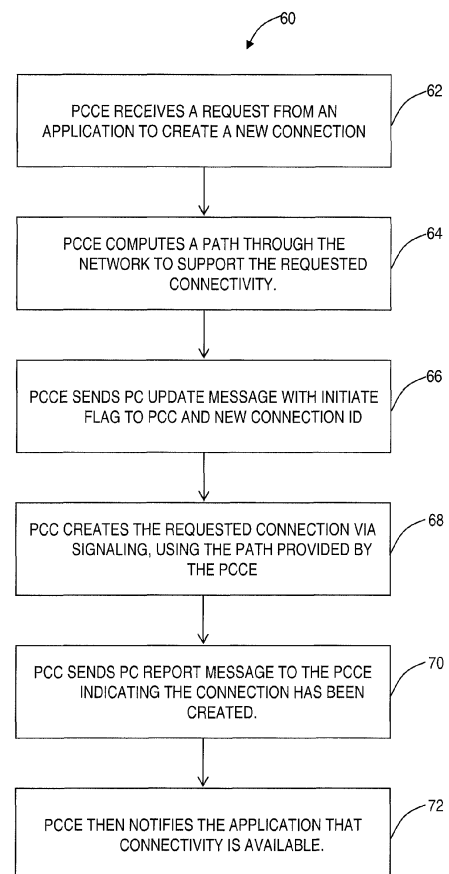 60
PCCE RECEIVES A REQUEST FROM AN
APPLICATION TO CREATE A NEW CONNECTION
62
PCCE COMPUTES A PATH THROUGH THE
NETWORK TO SUPPORT THE REQUESTED
CONNECTIVITY.
64
PCCE SENDS PC UPDATE MESSAGE WITH INITIATE
FLAG TO PCC AND NEW CONNECTION ID
66
PCC CREATES THE REQUESTED CONNECTION VIA
SIGNALING, USING THE PATH PROVIDED BY
THE PCCE
68
PCC SENDS PC REPORT MESSAGE TO THE PCCE
INDICATING THE CONNECTION HAS BEEN
CREATED.
70
PCCE THEN NOTIFIES THE APPLICATION THAT
CONNECTIVITY IS AVAILABLE.
72